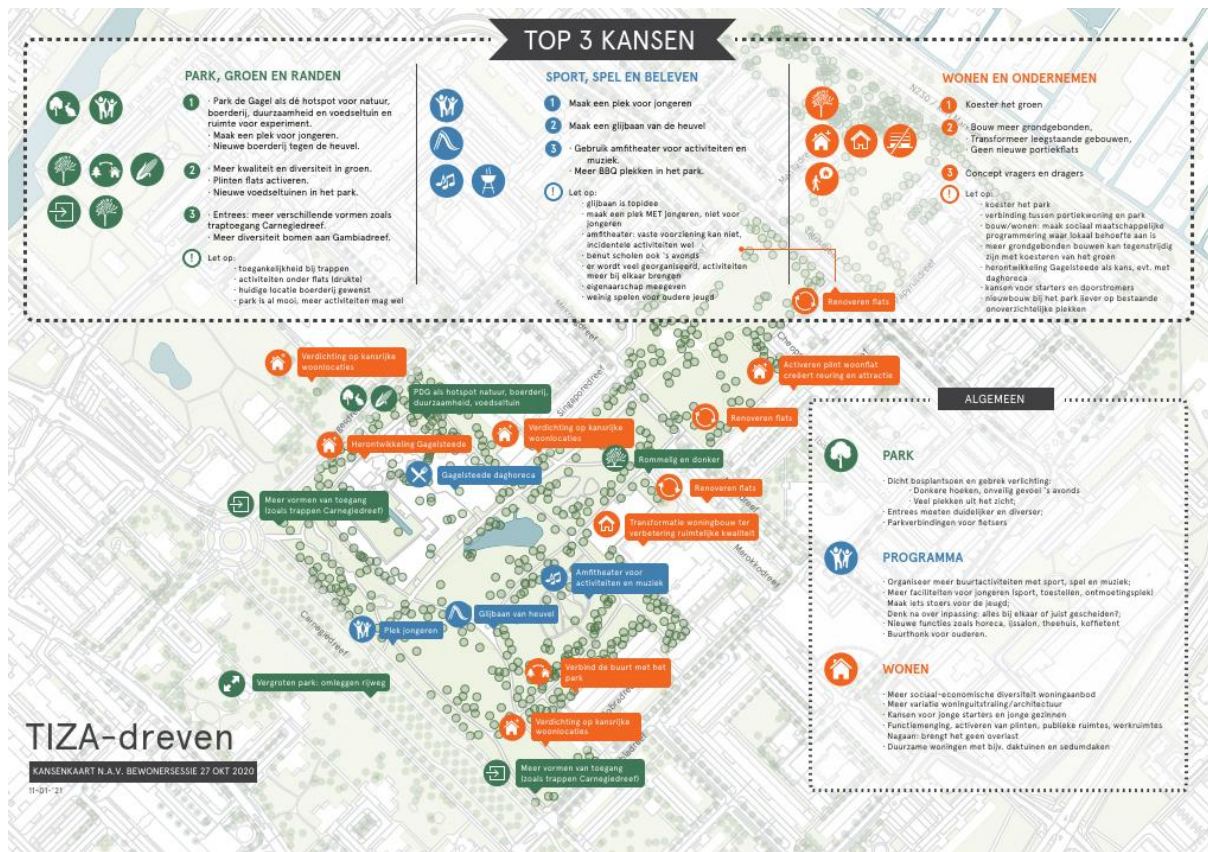 TOP 3 KANSEN
PARK, GROEN EN RANDEN
1
· Park de Gagel als dé hotspot voor natuur,
boerderij, duurzaamheid en voedseltuin en
ruimte voor experiment.
· Maak een plek voor jongeren.
· Nieuwe boerderij tegen de heuvel.
2
· Meer kwaliteit en diversiteit in groen.
· Plinten flats activeren.
· Nieuwe voedseltuinen in het park.
3
· Entrees: meer verschillende vormen zoals
traptoegang Carnegiedreef.
· Meer diversiteit bomen aan Gambiadreef.
! Let op:
· toegankelijkheid bij trappen
· activiteiten onder flats (drukte)
· huidige locatie boerderij gewenst
· park is al mooi, meer activiteiten mag wel
SPORT, SPEL EN BELEVEN
1 Maak een plek voor jongeren
2 Maak een glijbaan van de heuvel
3 · Gebruik amfitheater voor activiteiten en
muziek.
· Meer BBQ plekken in het park.
! Let op:
· glijbaan is topidee
· maak een plek MET jongeren, niet voor
jongeren
· amfitheater: vaste voorziening kan niet,
incidentele activiteiten wel
· benut scholen ook 's avonds
· er wordt veel georganiseerd, activiteiten
meer bij elkaar brengen
· eigenaarschap meegeven
· weinig spelen voor oudere jeugd
WONEN EN ONDERNEMEN
1 Koester het groen
2 · Bouw meer grondgebonden,
· Transformeer leegstaande gebouwen,
· Geen nieuwe portiekflats
3 Concept vragers en dragers
! Let op:
· koester het park
· verbinding tussen portiekwoning en park
· bouw/wonen: maak sociaal maatschappelijke
programmering waar lokaal behoefte aan is
· meer grondgebonden bouwen kan tegenstrijdig
zijn met koesteren van het groen
· herontwikkeling Gagelsteede als kans, evt. met
daghoreca
· kansen voor starters en doorstromers
· nieuwbouw bij het park liever op bestaande
onoverzichtelijke plekken
Renoveren flats
Verdichting op kansrijke
woonlocaties
PDG als hotspot natuur, boerderij,
duurzaamheid, voedseltuin
Singaporedreef
Activeren plint woonflat
creëert reuring en attractie
Renoveren flats
Verdichting op kansrijke
woonlocaties
Herontwikkeling Gagelsteede
Gagelsteede daghoreca
Rommelig en donker
Renoveren flats
Meer vormen van toegang
(zoals trappen Carnegiedreef)
Transformatie woningbouw ter
verbetering ruimtelijke kwaliteit
Marokkodreef
Amfitheater voor
activiteiten en muziek
Glijbaan van heuvel
Plek jongeren
Carnegiedreef
Verbind de buurt met het
park
Vergroten park: omleggen rijweg
Verdichting op kansrijke
woonlocaties
Meer vormen van toegang
(zoals trappen Carnegiedreef)
ALGEMEEN
PARK
· Dicht bosplantsoen en gebrek verlichting:
· Donkere hoeken, onveilig gevoel 's avonds
· Veel plekken uit het zicht;
· Entrees moeten duidelijker en diverser;
· Parkverbindingen voor fietsers
PROGRAMMA
· Organiseer meer buurtactiviteiten met sport, spel en muziek;
· Meer faciliteiten voor jongeren (sport, toestellen, ontmoetingsplek)
Maak iets stoers voor de jeugd;
· Denk na over inpassing: alles bij elkaar of juist gescheiden?;
· Nieuwe functies zoals horeca, ijssalon, theehuis, koffietent
· Buurthonk voor ouderen.
WONEN
· Meer sociaal-economische diversiteit woningaanbod
· Meer variatie woninguitstraling/architectuur
· Kansen voor jonge starters en jonge gezinnen
· Functiemenging, activeren van plinten, publieke ruimtes, werkruimtes
Nagaan: brengt het geen overlast
· Duurzame woningen met bijv. daktuinen en sedumdaken
TIZA-dreven
KANSENKAART N.A.V. BEWONERSESSIE 27 OKT 2020
11-01-'21